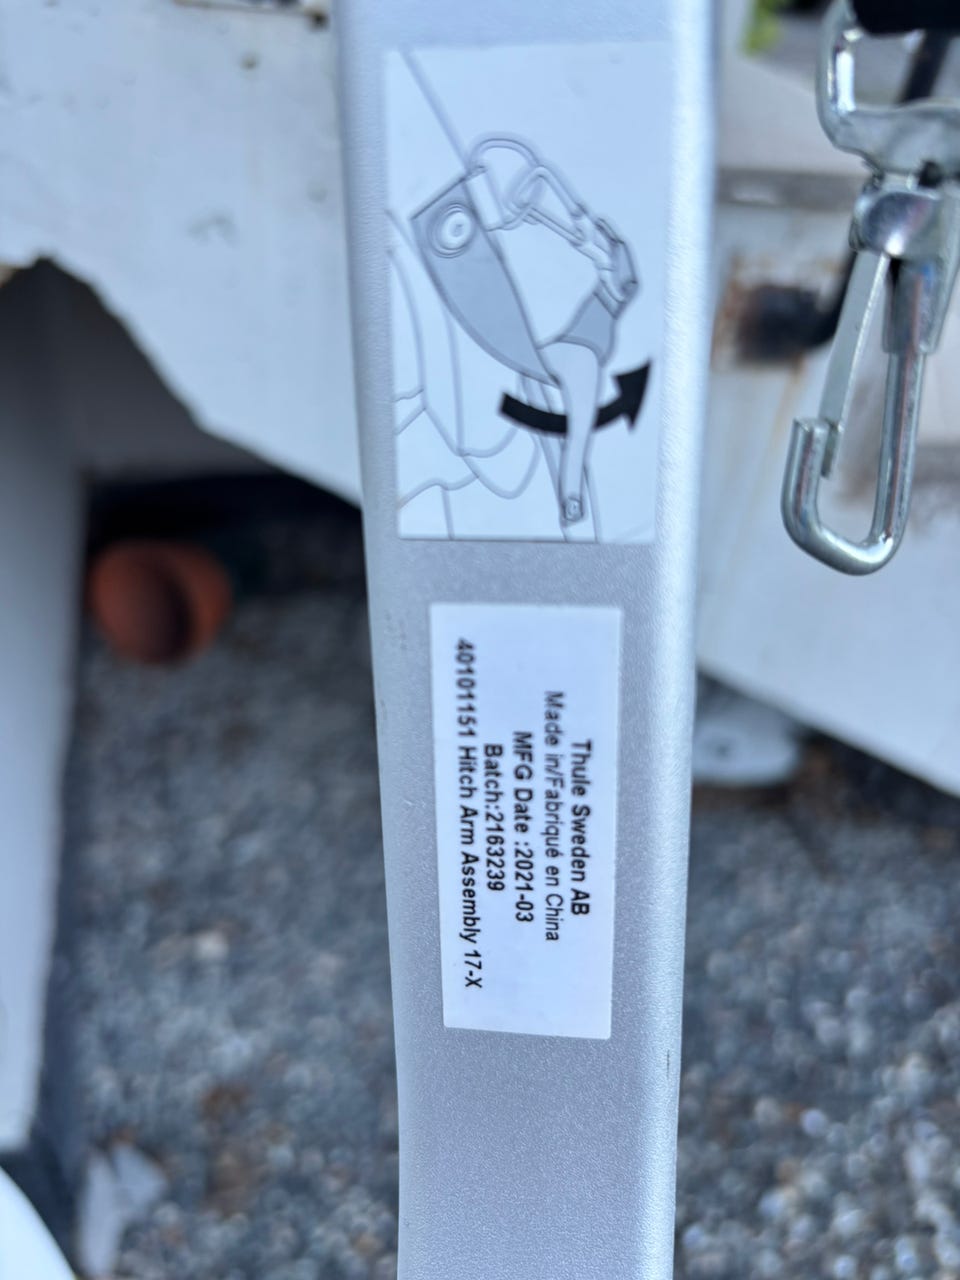 Thule Sweden AB
Made in/Fabriqué en China
MFG Date :2021-03
Batch:2163239
40101151 Hitch Arm Assembly 17-X